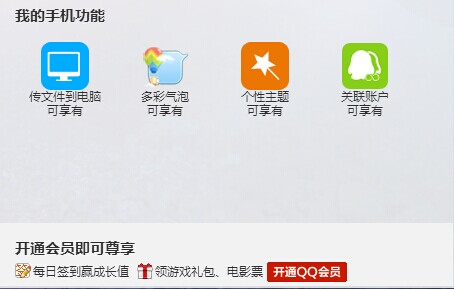 我的手机功能
传文件到电脑 多彩气泡 个性主题 关联账户
可享有 可享有 可享有 可享有
开通会员即可尊享
每日签到赢成长值 领游戏礼包、电影票 开通QQ会员